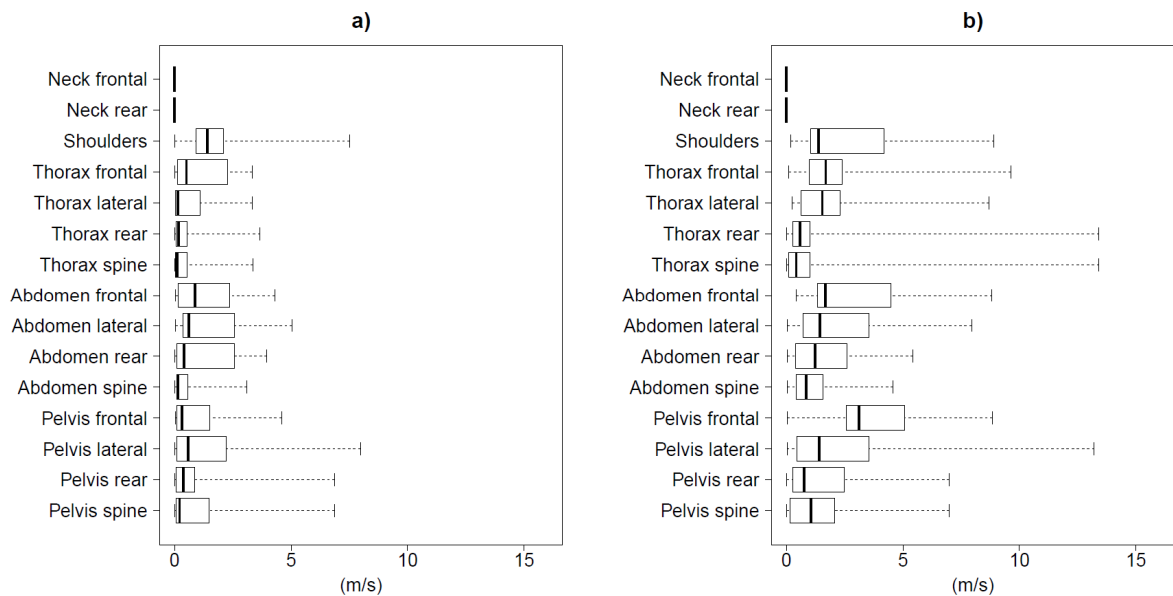 a)
Neck frontal
Neck rear
Shoulders
Thorax frontal
Thorax lateral
Thorax rear
Thorax spine
Abdomen frontal
Abdomen lateral
Abdomen rear
Abdomen spine
Pelvis frontal
Pelvis lateral
Pelvis rear
Pelvis spine
0 5 10 15
(m/s)
b)
Neck frontal
Neck rear
Shoulders
Thorax frontal
Thorax lateral
Thorax rear
Thorax spine
Abdomen frontal
Abdomen lateral
Abdomen rear
Abdomen spine
Pelvis frontal
Pelvis lateral
Pelvis rear
Pelvis spine
0 5 10 15
(m/s)